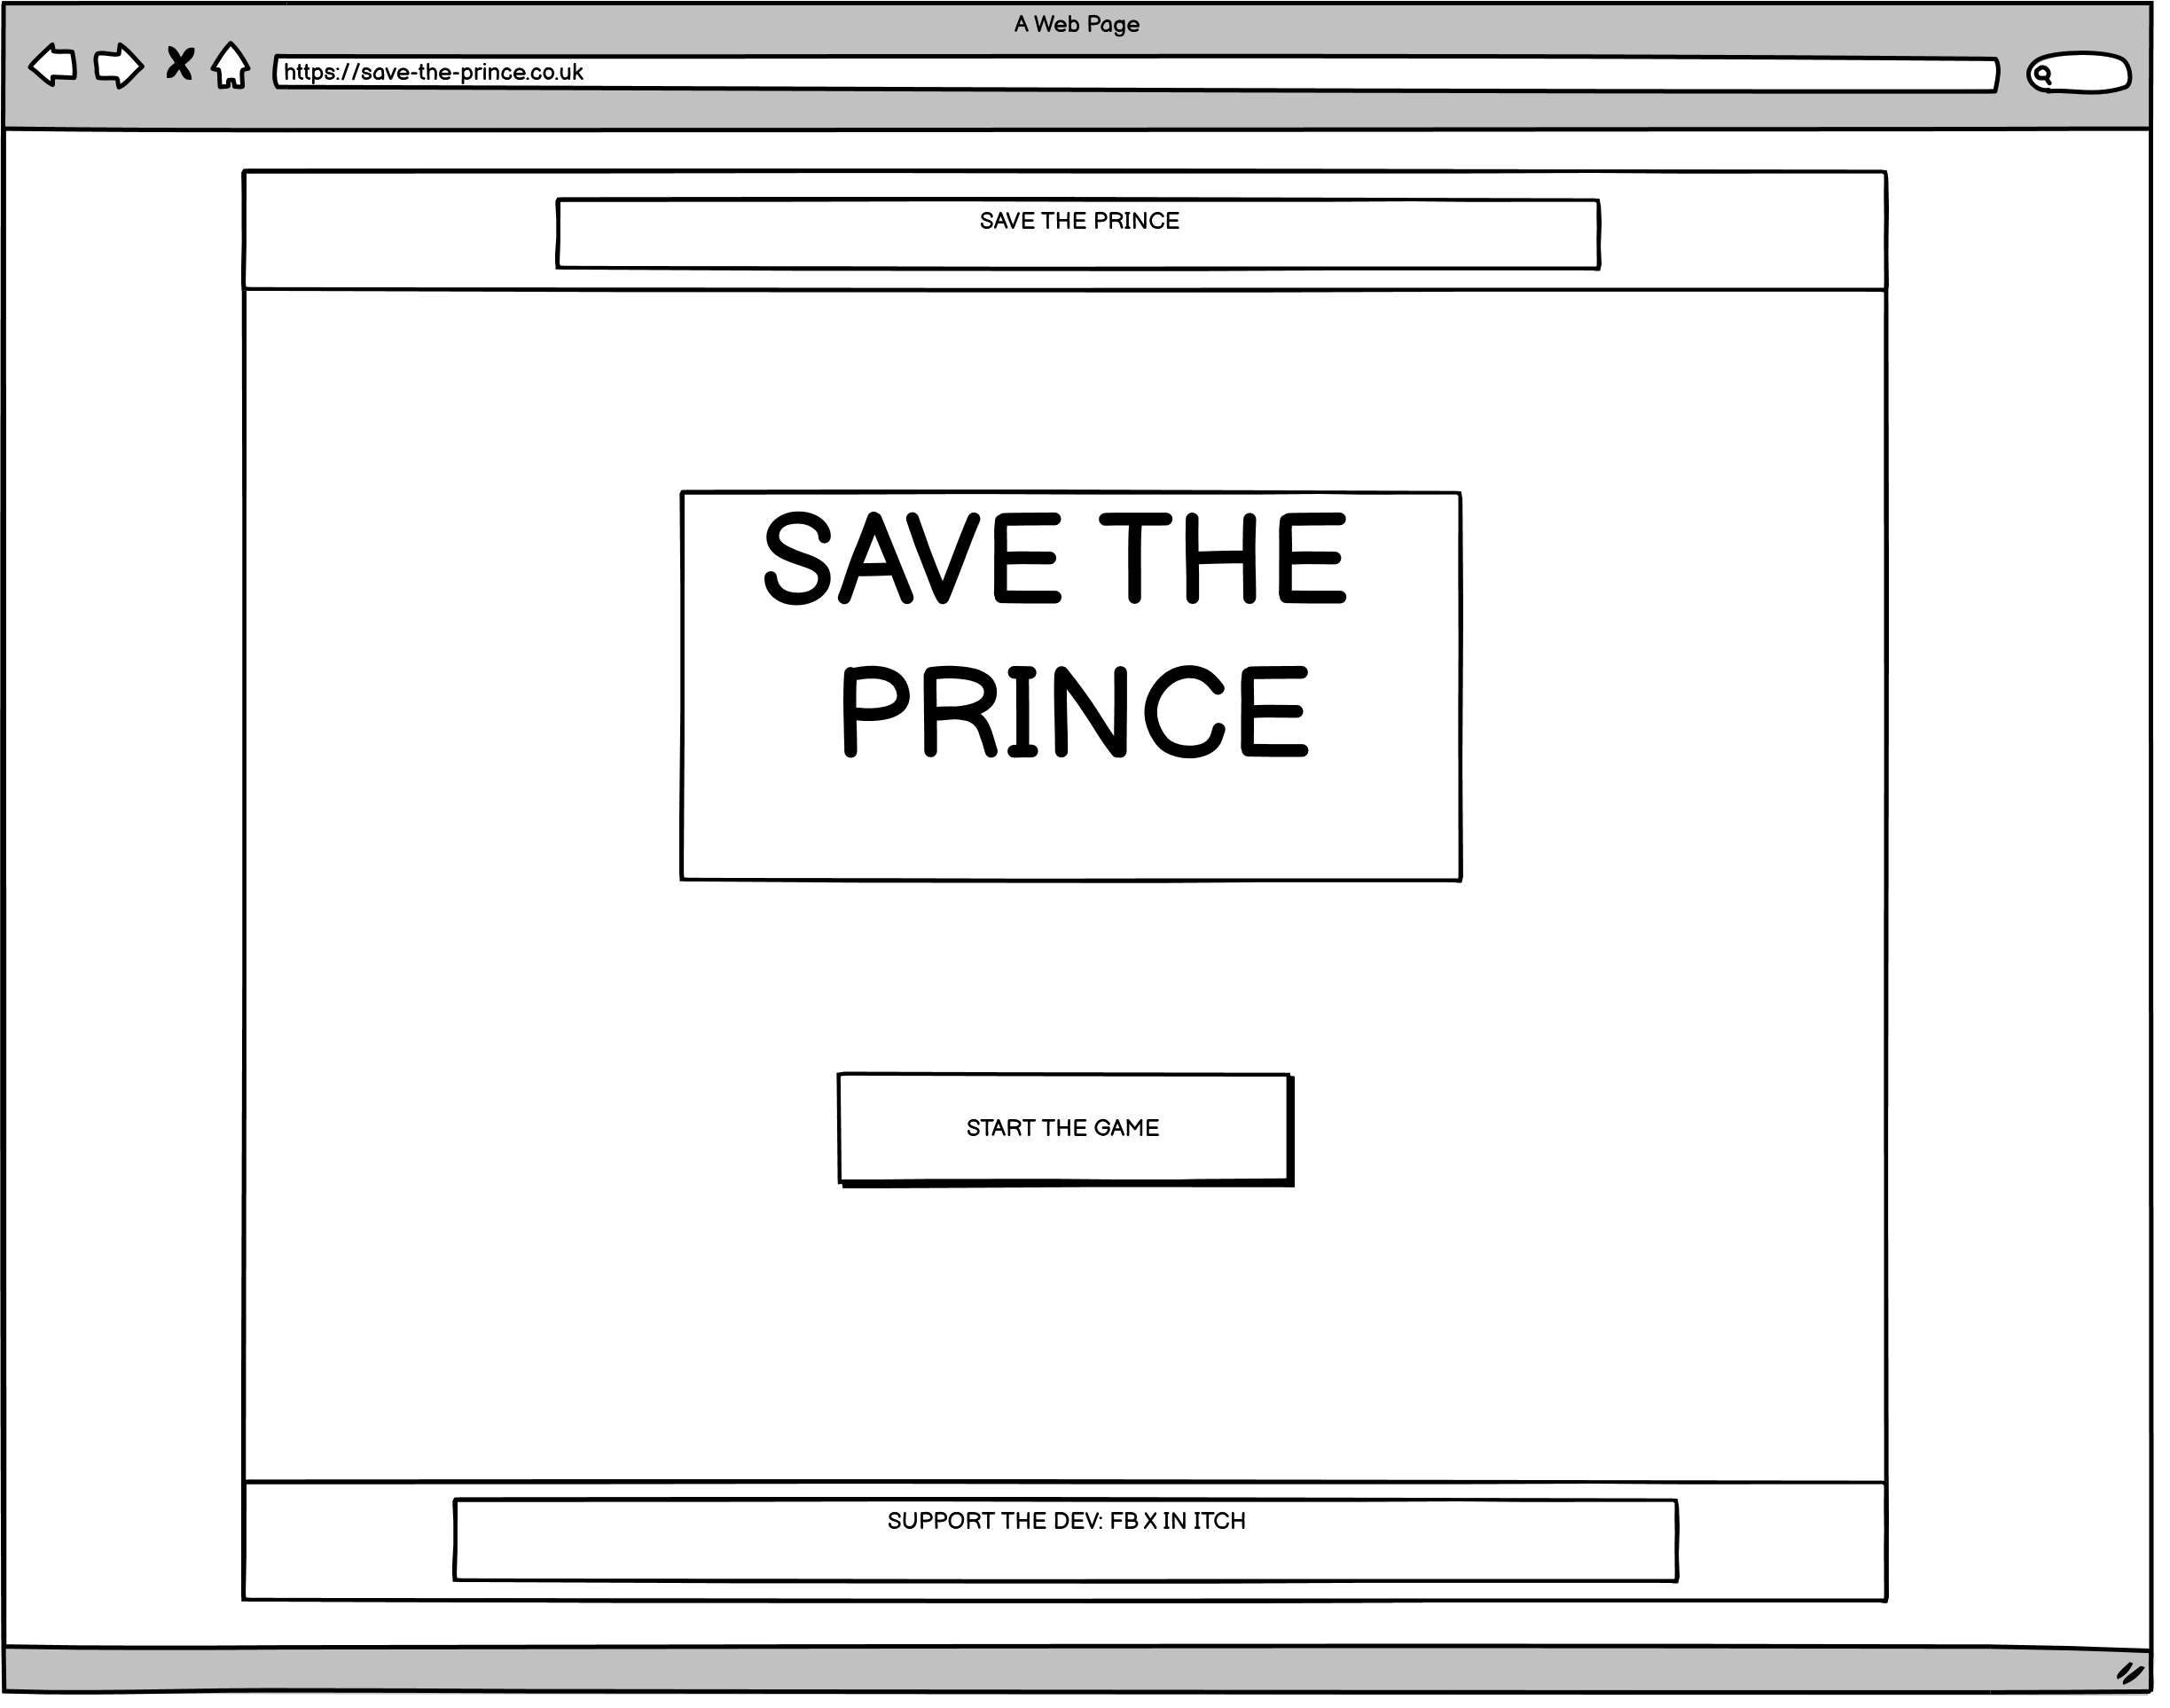 A Web Page
https://save-the-prince.co.uk
SAVE THE PRINCE
SAVE THE
PRINCE
START THE GAME
SUPPORT THE DEV: FB X IN ITCH